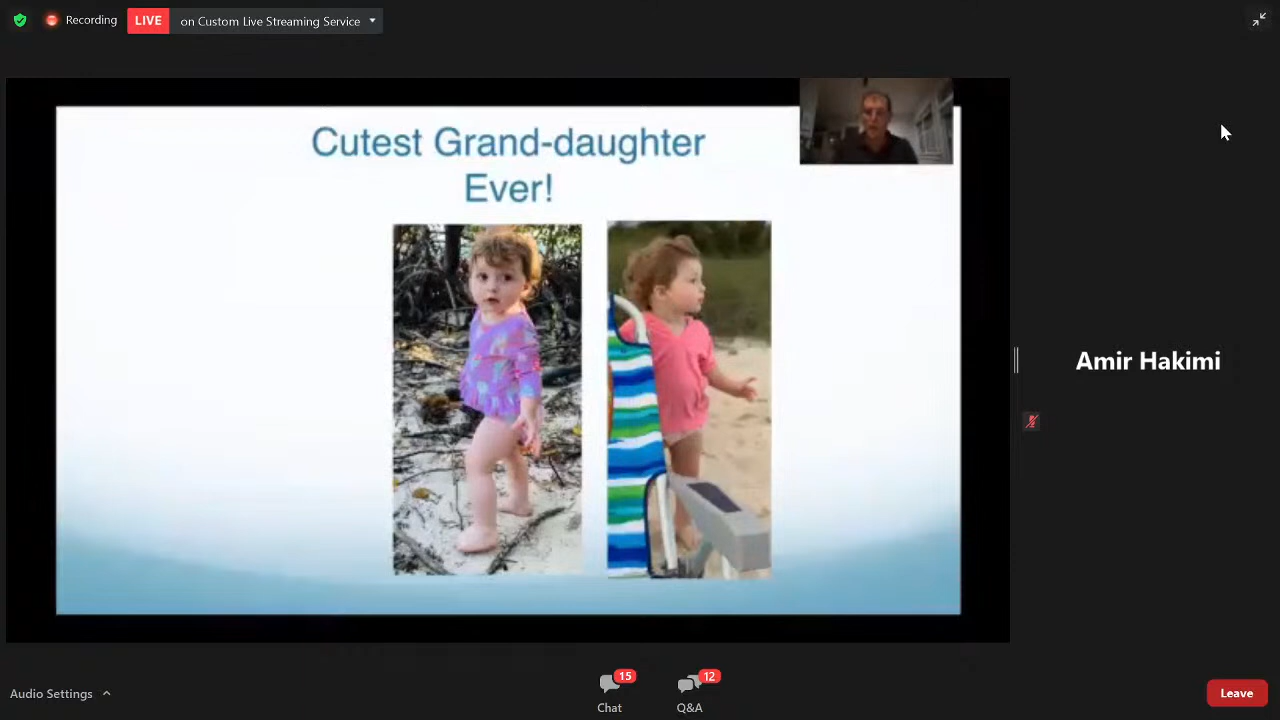 Recording
LIVE on Custom Live Streaming Service
Cutest Grand-daughter
Ever!
Amir Hakimi
Audio Settings
15
Chat
12
Q&A
Leave